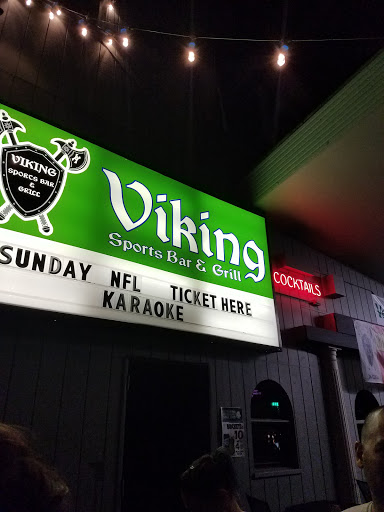 VIKING
SPORTS BAR
&
GRILL
Viking
Sports Bar & Grill
SUNDAY NFL TICKET HERE
KARAOKE
COCKTAILS